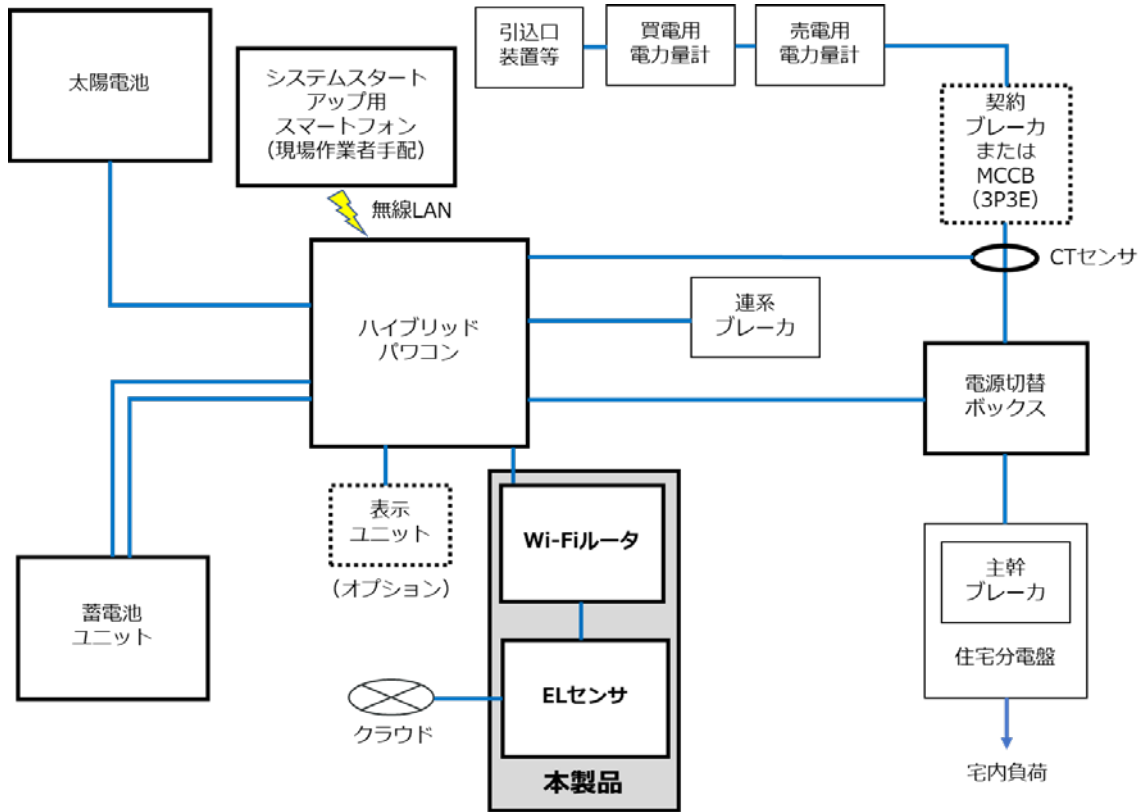 太陽電池
システムスタート
アップ用
スマートフォン
(現場作業者手配)
無線LAN
引込口
装置等
買電用
電力量計
売電用
電力量計
契約
ブレーカ
または
MCCB
(3P3E)
CTセンサ
ハイブリッド
パワコン
連系
ブレーカ
電源切替
ボックス
表示
ユニット
(オプション)
Wi-Fiルータ
主幹
ブレーカ
住宅分電盤
蓄電池
ユニット
ELセンサ
クラウド
本製品
宅内負荷